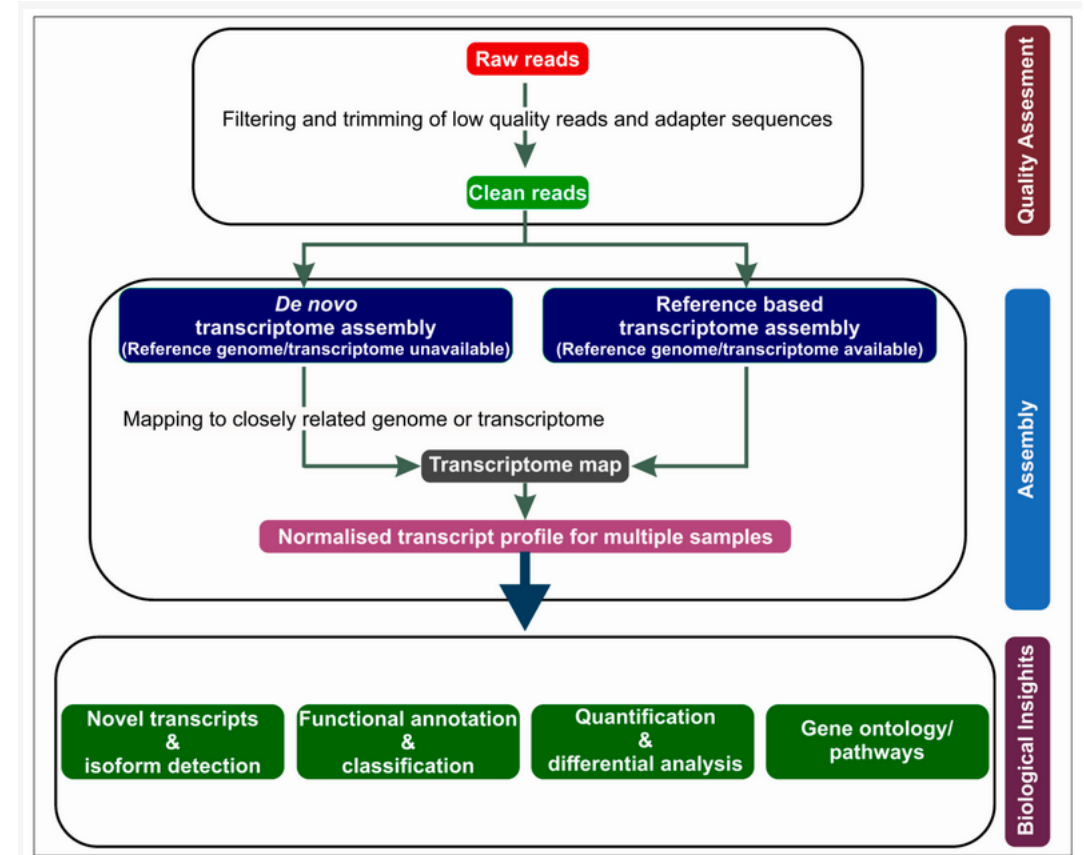 Raw reads
Filtering and trimming of low quality reads and adapter sequences
Clean reads
Quality Assesment
De novo
transcriptome assembly
(Reference genome/transcriptome unavailable)
Reference based
transcriptome assembly
(Reference genome/transcriptome available)
Mapping to closely related genome or transcriptome
Transcriptome map
Normalised transcript profile for multiple samples
Assembly
Novel transcripts
&
isoform detection
Functional annotation
&
classification
Quantification
&
differential analysis
Gene ontology/
pathways
Biological Insighits